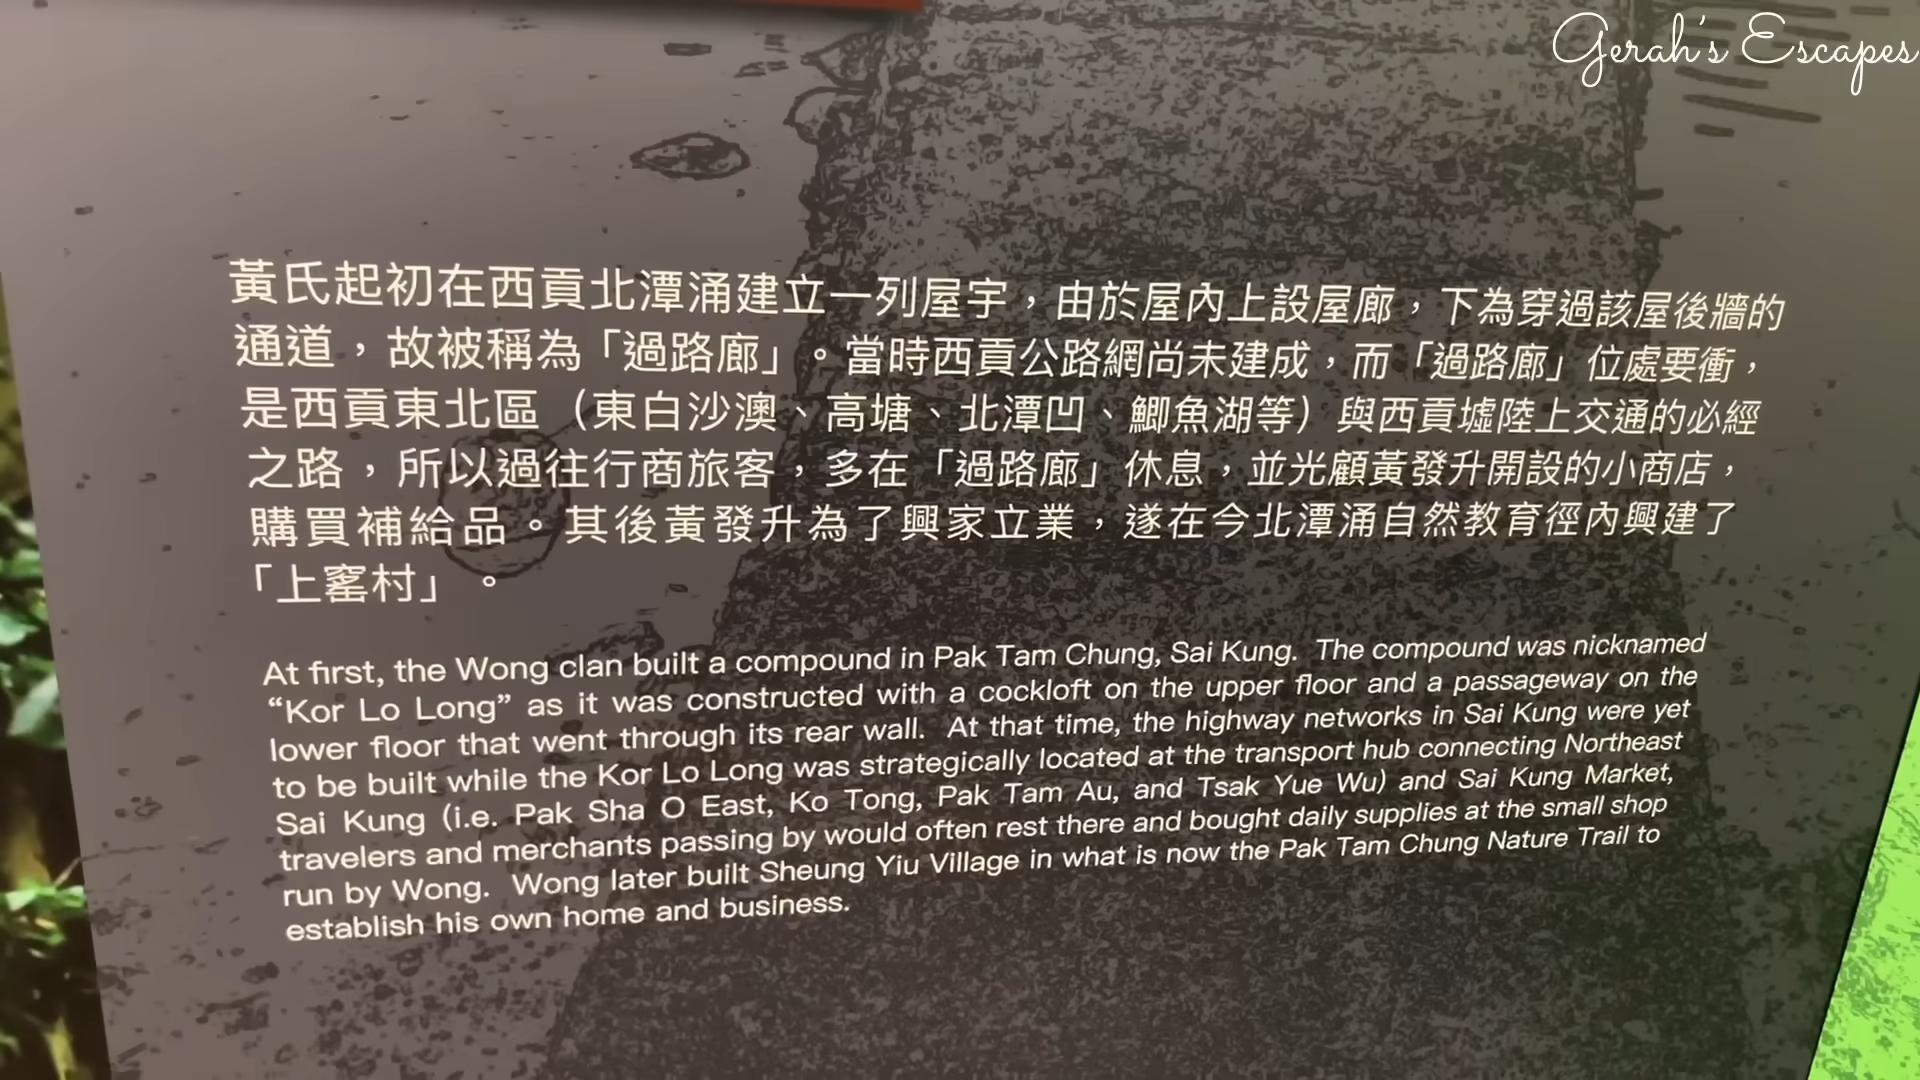 Gerah's Escapes
黃氏起初在西貢北潭涌建立一列屋宇，由於屋內上設屋廊，下為穿過該屋後牆的
通道，故被稱為「過路廊」。當時西貢公路網尚未建成，而「過路廊」位處要衝，
是西貢東北區（東白沙澳、高塘、北潭凹、鰂魚湖等）與西貢墟陸上交通的必經
之路，所以過往行商旅客，多在「過路廊」休息，並光顧黃發升開設的小商店，
購買補給品。其後黃發升為了興家立業，遂在今北潭涌自然教育徑內興建了
「上窰村」。
At first, the Wong clan built a compound in Pak Tam Chung, Sai Kung. The compound was nicknamed
“Kor Lo Long” as it was constructed with a cockloft on the upper floor and a passageway on the
lower floor that went through its rear wall. At that time, the highway networks in Sai Kung were yet
to be built while the Kor Lo Long was strategically located at the transport hub connecting Northeast
Sai Kung (i.e. Pak Sha O East, Ko Tong, Pak Tam Au, and Tsak Yue Wu) and Sai Kung Market,
travelers and merchants passing by would often rest there and bought daily supplies at the small shop
run by Wong. Wong later built Sheung Yiu Village in what is now the Pak Tam Chung Nature Trail to
establish his own home and business.